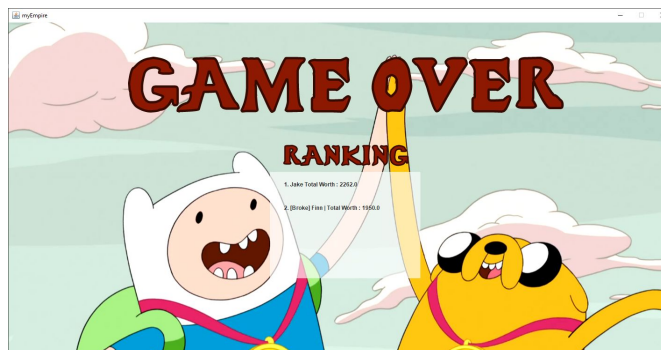 myEmpire
GAME OVER
RANKING
1. Jake Total Worth : 2262.0
2. [Broke] Finn | Total Worth : 1950.0